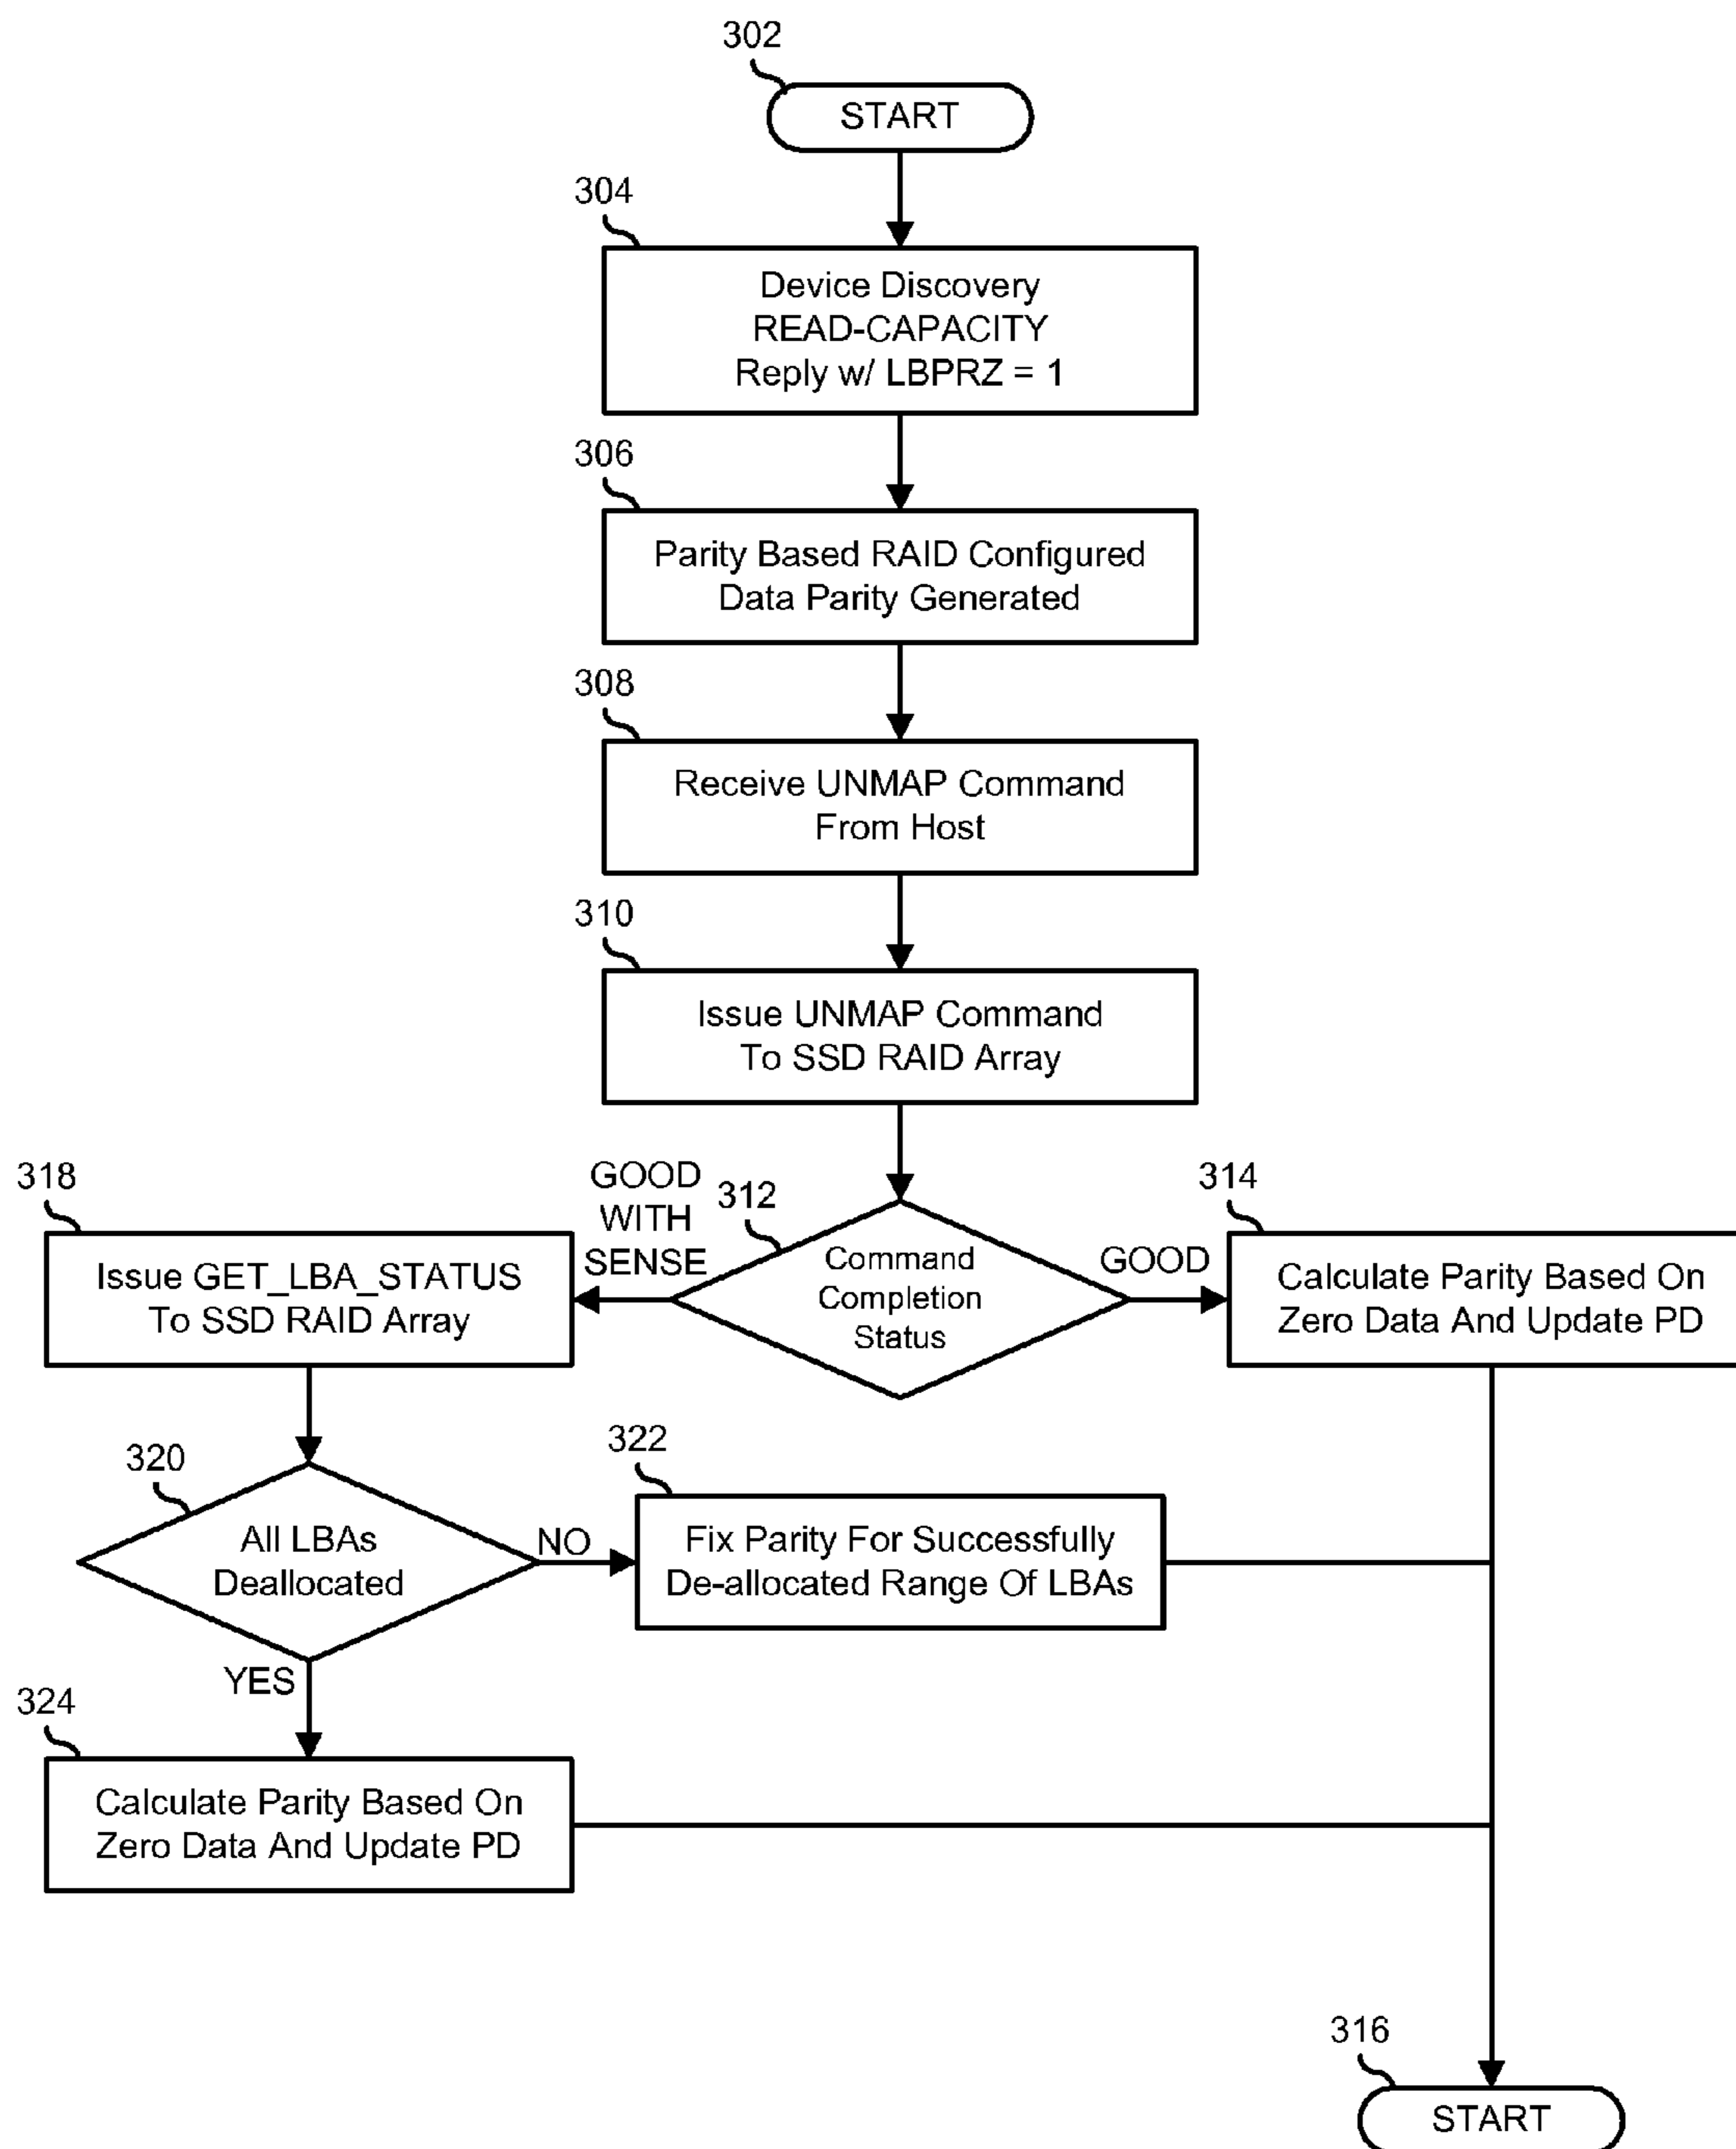 302
START
304
Device Discovery
READ-CAPACITY
Reply w/ LBPRZ = 1
306
Parity Based RAID Configured
Data Parity Generated
308
Receive UNMAP Command
From Host
310
Issue UNMAP Command
To SSD RAID Array
312
Command
Completion
Status
GOOD
WITH
SENSE
GOOD
314
Calculate Parity Based On
Zero Data And Update PD
318
Issue GET_LBA_STATUS
To SSD RAID Array
320
All LBAs
Deallocated
NO
322
Fix Parity For Successfully
De-allocated Range Of LBAs
YES
324
Calculate Parity Based On
Zero Data And Update PD
316
START